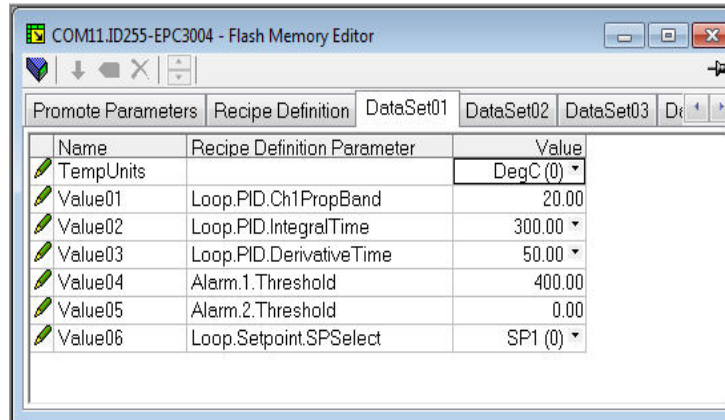 COM11.ID255-EPC3004 - Flash Memory Editor
Promote Parameters Recipe Definition DataSet01 DataSet02 DataSet03
Name Recipe Definition Parameter Value
TempUnits DegC (0)
Value01 Loop.PID.Ch1PropBand 20.00
Value02 Loop.PID.IntegralTime 300.00
Value03 Loop.PID.DerivativeTime 50.00
Value04 Alarm.1.Threshold 400.00
Value05 Alarm.2.Threshold 0.00
Value06 Loop.Setpoint.SPSelect SP1 (0)